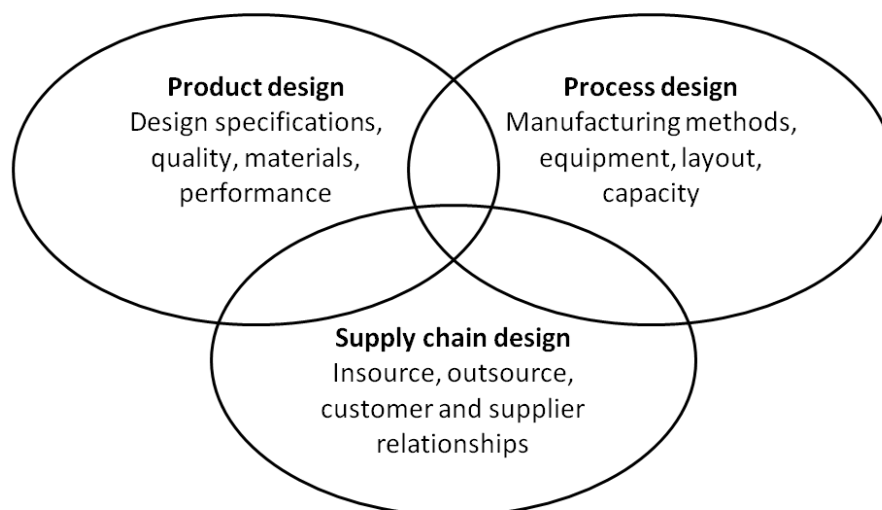 Product design
Design specifications,
quality, materials,
performance
Process design
Manufacturing methods,
equipment, layout,
capacity
Supply chain design
Insource, outsource,
customer and supplier
relationships